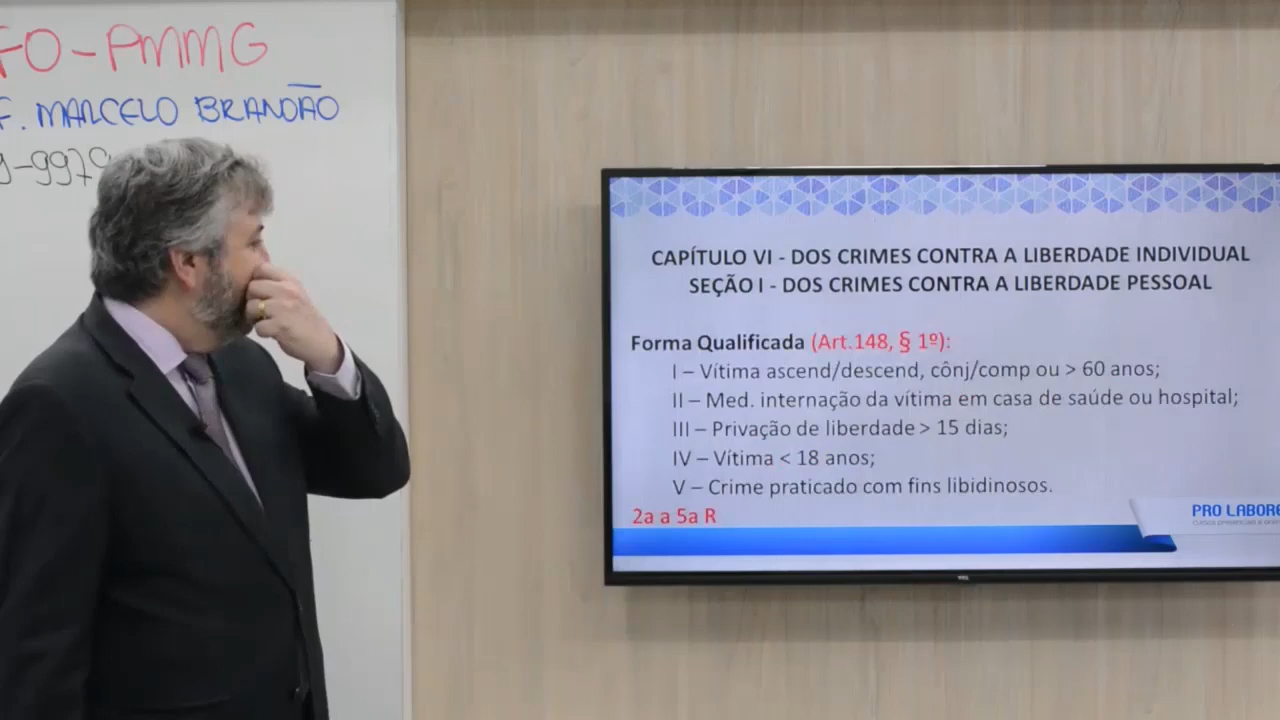 FO-PMMG
F. MARCELO BRANDÃO
9-9979
CAPÍTULO VI - DOS CRIMES CONTRA A LIBERDADE INDIVIDUAL
SEÇÃO I - DOS CRIMES CONTRA A LIBERDADE PESSOAL
Forma Qualificada (Art.148, § 1º):
I – Vítima ascend/descend, cônj/comp ou > 60 anos;
II – Med. internação da vítima em casa de saúde ou hospital;
III – Privação de liberdade > 15 dias;
IV – Vítima < 18 anos;
V – Crime praticado com fins libidinosos.
2a a 5a R
PRO LABORE